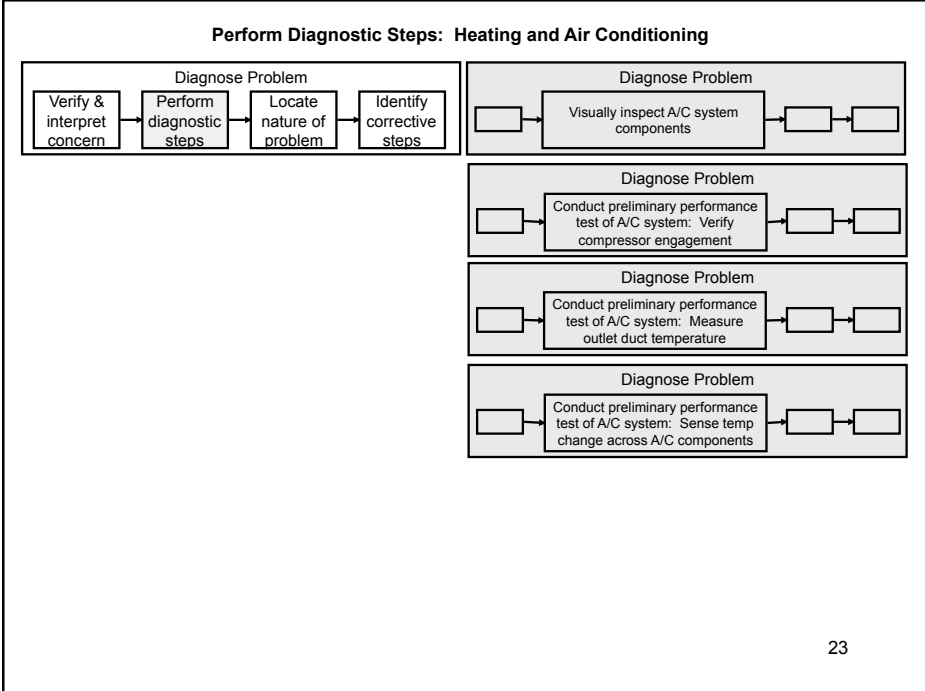 Perform Diagnostic Steps: Heating and Air Conditioning
Diagnose Problem
Verify &
interpret
concern
Perform
diagnostic
steps
Locate
nature of
problem
Identify
corrective
steps
Diagnose Problem
Visually inspect A/C system
components
Diagnose Problem
Conduct preliminary performance
test of A/C system: Verify
compressor engagement
Diagnose Problem
Conduct preliminary performance
test of A/C system: Measure
outlet duct temperature
Diagnose Problem
Conduct preliminary performance
test of A/C system: Sense temp
change across A/C components
23